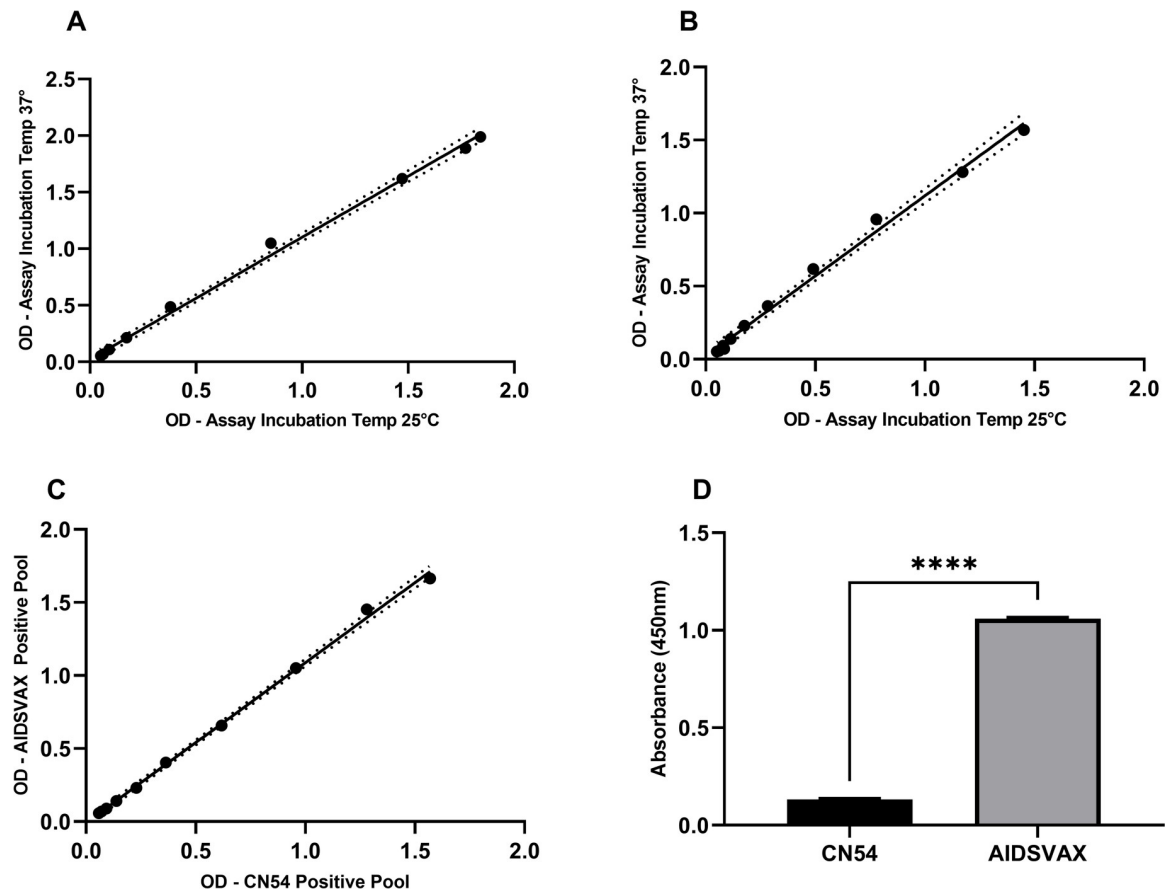 A
2.5
2.0
1.5
1.0
0.5
0.0
0.0 0.5 1.0 1.5 2.0
OD - Assay Incubation Temp 37°
OD - Assay Incubation Temp 25°C
B
2.0
1.5
1.0
0.5
0.0
0.0 0.5 1.0 1.5 2.0
OD - Assay Incubation Temp 37°
OD - Assay Incubation Temp 25°C
C
2.0
1.5
1.0
0.5
0.0
0.0 0.5 1.0 1.5 2.0
OD - AIDSVAX Positive Pool
OD - CN54 Positive Pool
D
1.5
1.0
0.5
0.0
Absorbance (450nm)
****
CN54 AIDSVAX